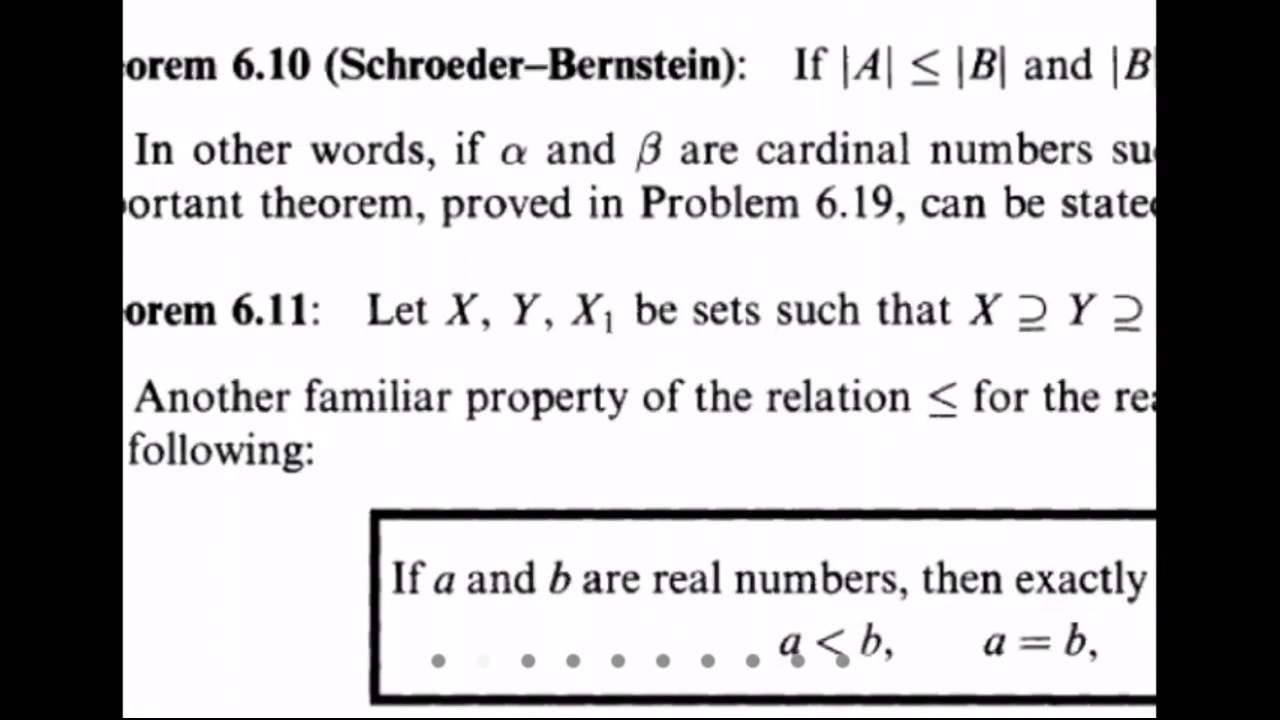 orem 6.10 (Schroeder–Bernstein): If |A| ≤ |B| and |B|
In other words, if α and β are cardinal numbers su
ortant theorem, proved in Problem 6.19, can be state
orem 6.11: Let X, Y, X₁ be sets such that X ⊇ Y ⊇
Another familiar property of the relation ≤ for the rea
following:
If a and b are real numbers, then exactly
a < b, a = b,